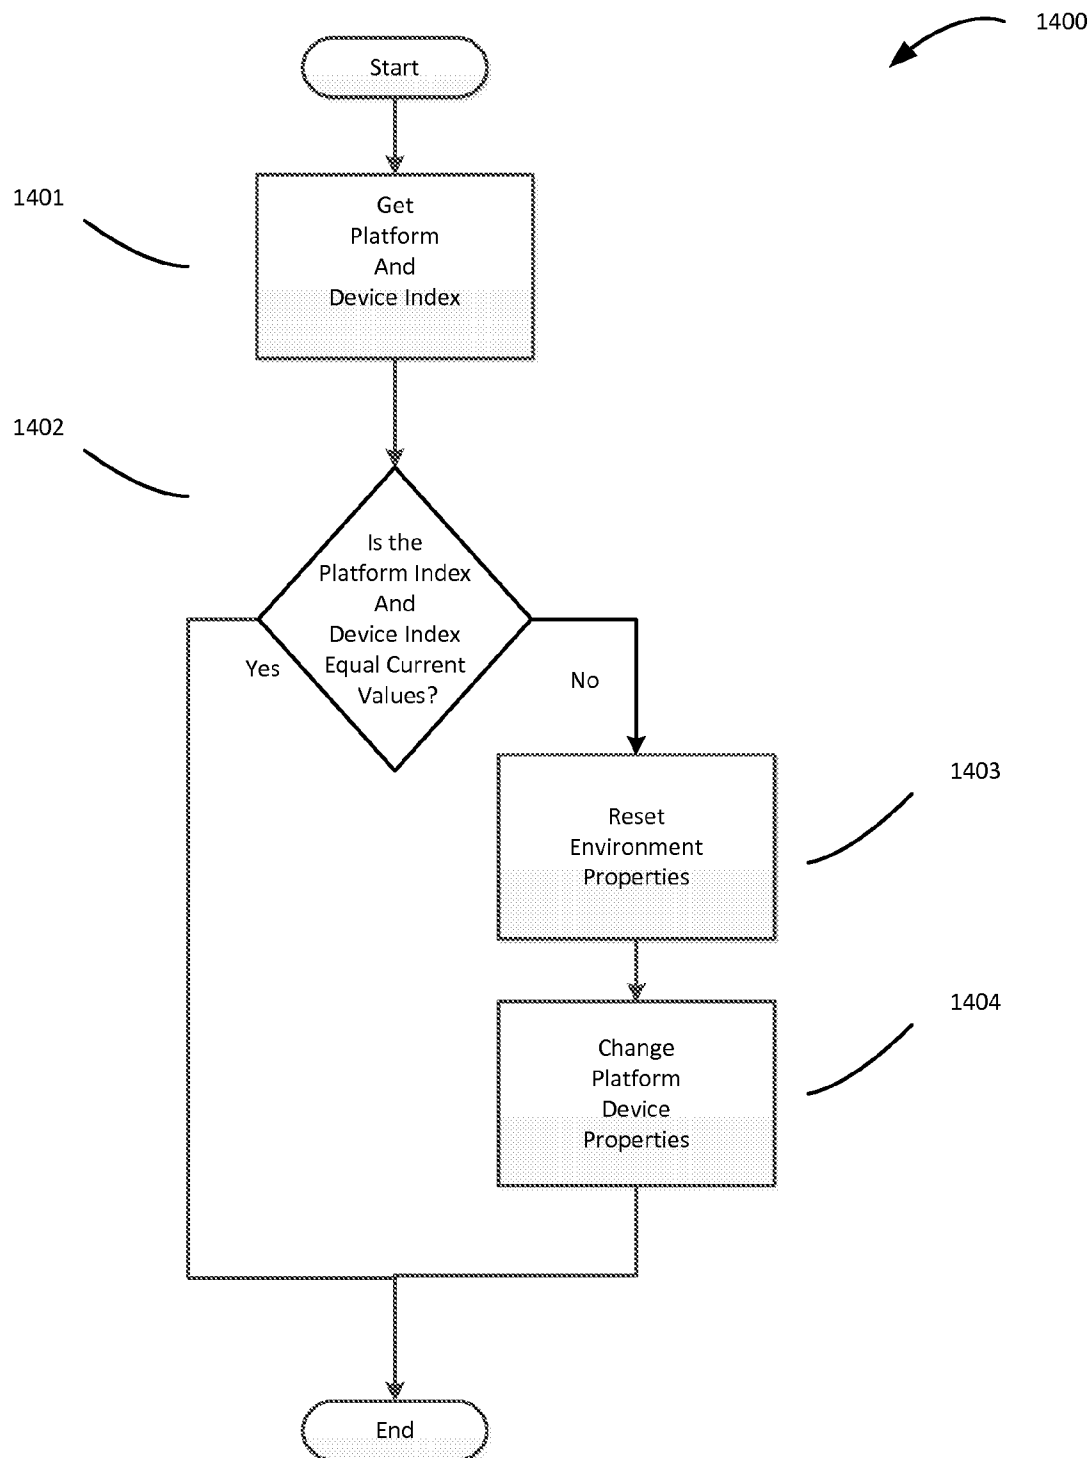 1400
Start
1401
Get
Platform
And
Device Index
1402
Is the
Platform Index
And
Device Index
Equal Current
Values?
Yes
No
1403
Reset
Environment
Properties
1404
Change
Platform
Device
Properties
End